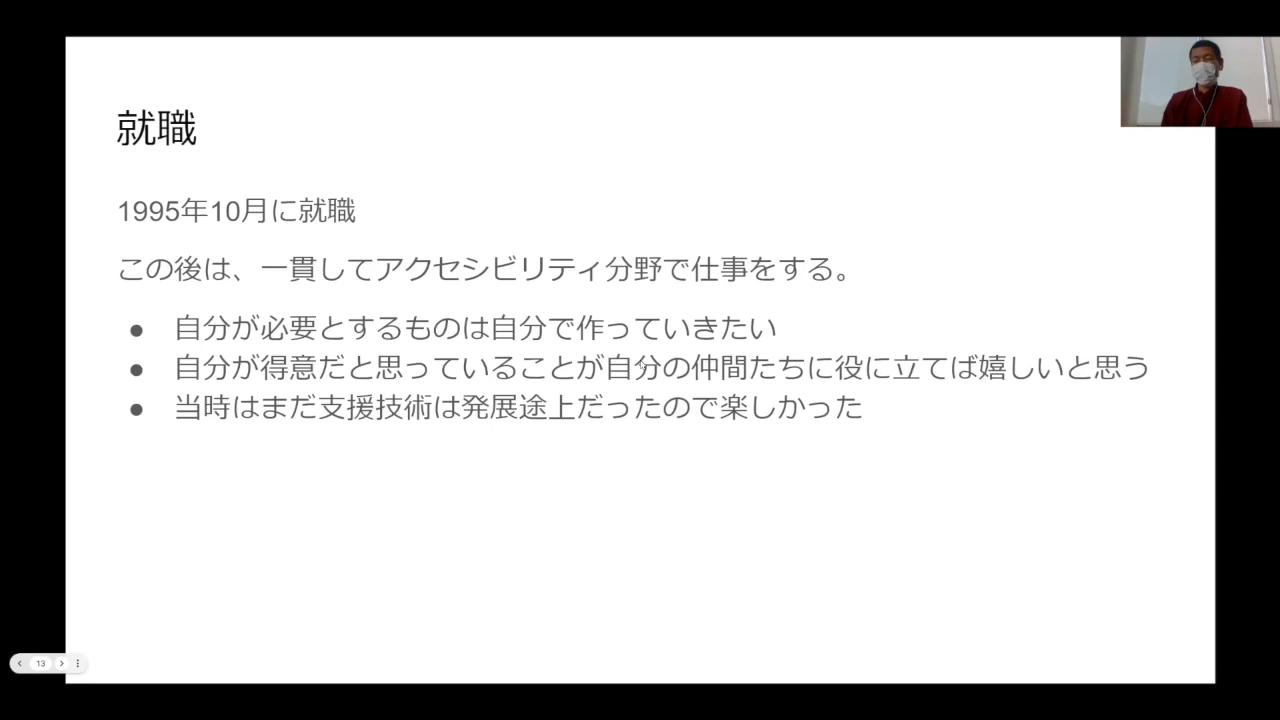 就職
1995年10月に就職
この後は、一貫してアクセシビリティ分野で仕事をする。
● 自分が必要とするものは自分で作っていきたい
● 自分が得意だと思っていることが自分の仲間たちに役に立てば嬉しいと思う
● 当時はまだ支援技術は発展途上だったので楽しかった
13